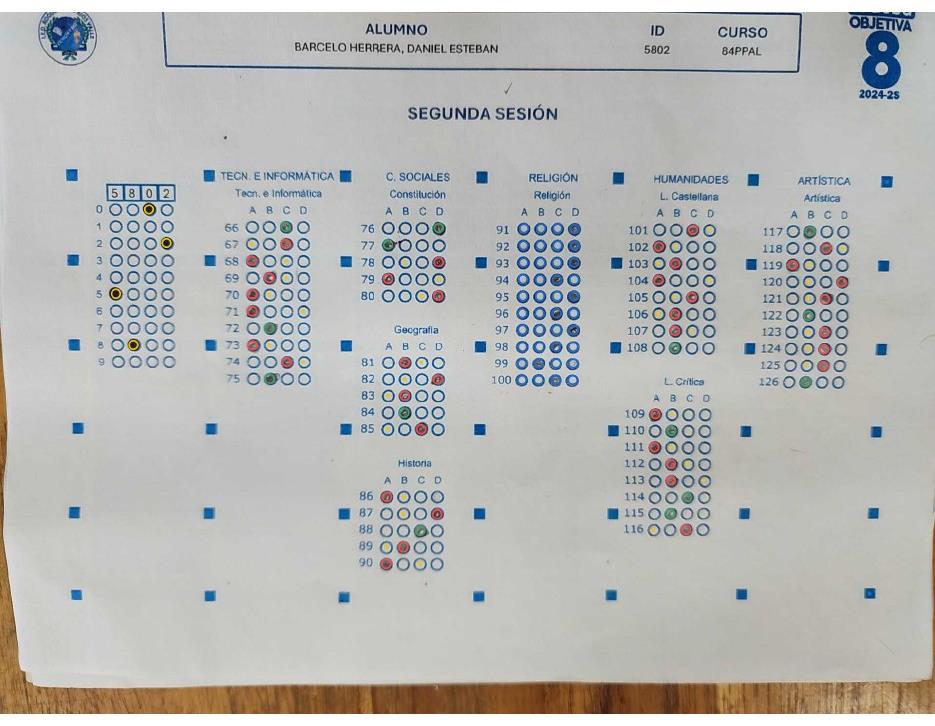 OBJETIVA
8
2024-25
ALUMNO ID CURSO
BARCELO HERRERA, DANIEL ESTEBAN 5802 84PPAL
SEGUNDA SESIÓN
5 8 0 2
0
1
2
3
4
5
6
7
8
9
TECN. E INFORMÁTICA
Tecn. e Informática
A B C D
66
67
68
69
70
71
72
73
74
75
C. SOCIALES
Constitución
A B C D
76
77
78
79
80
Geografía
A B C D
81
82
83
84
85
Historia
A B C D
86
87
88
89
90
RELIGIÓN
Religión
A B C D
91
92
93
94
95
96
97
98
99
100
HUMANIDADES
L. Castellana
A B C D
101
102
103
104
105
106
107
108
L. Crítica
A B C D
109
110
111
112
113
114
115
116
ARTÍSTICA
Artística
A B C D
117
118
119
120
121
122
123
124
125
126